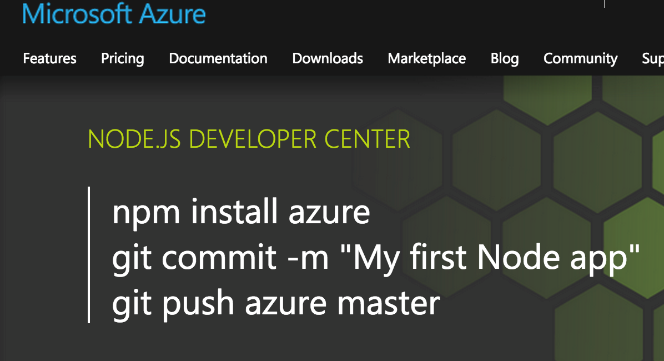 Microsoft Azure
Features Pricing Documentation Downloads Marketplace Blog Community
NODE.JS DEVELOPER CENTER
npm install azure
git commit -m "My first Node app"
git push azure master